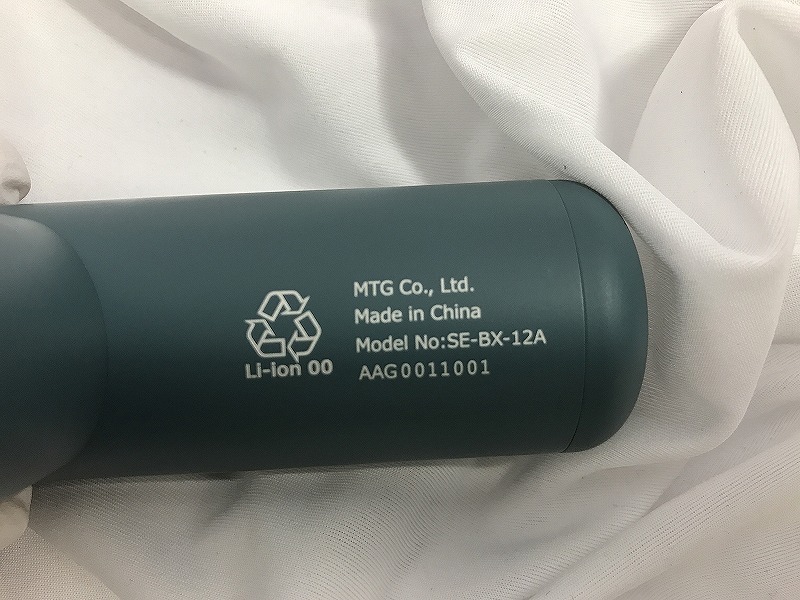 MTG Co., Ltd.
Made in China
Model No:SE-BX-12A
AAG0011001
Li-ion 00